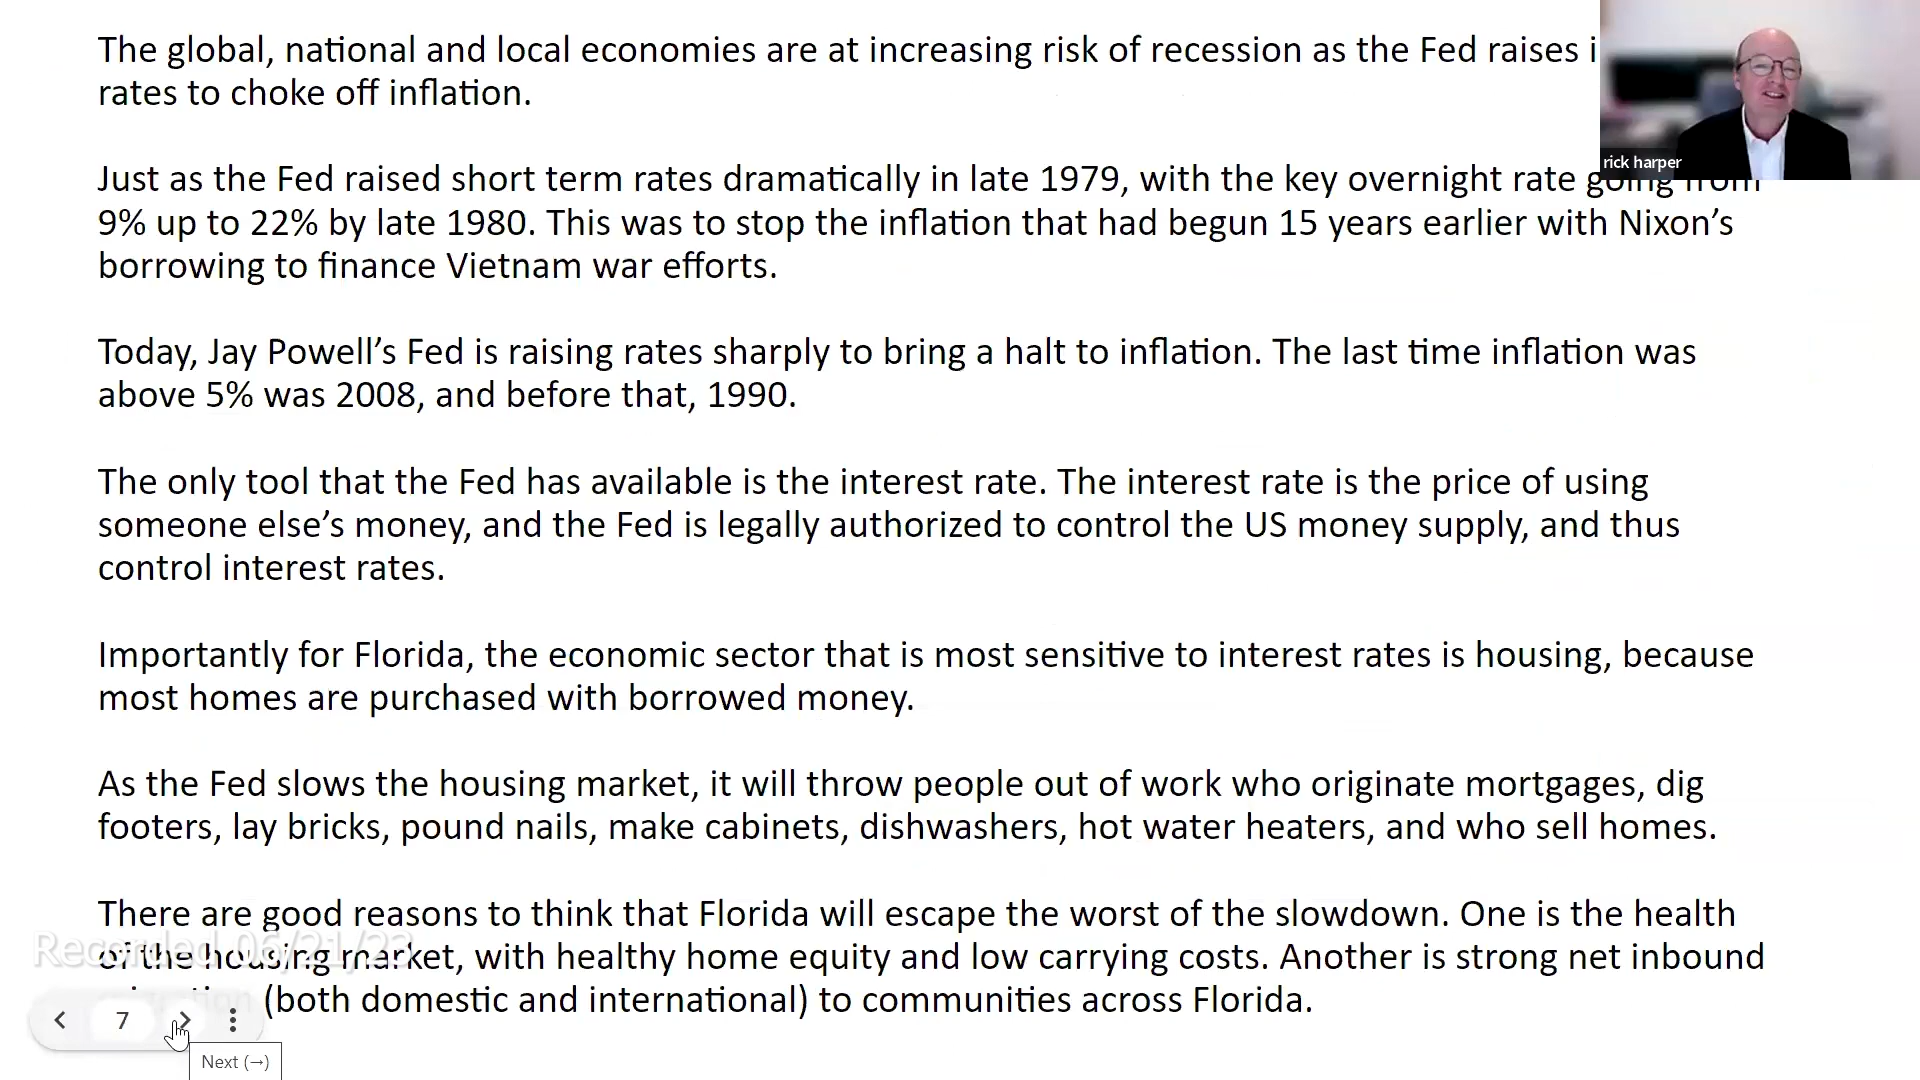 The global, national and local economies are at increasing risk of recession as the Fed raises i
rates to choke off inflation.
rick harper
Just as the Fed raised short term rates dramatically in late 1979, with the key overnight rate going from
9% up to 22% by late 1980. This was to stop the inflation that had begun 15 years earlier with Nixon’s
borrowing to finance Vietnam war efforts.
Today, Jay Powell’s Fed is raising rates sharply to bring a halt to inflation. The last time inflation was
above 5% was 2008, and before that, 1990.
The only tool that the Fed has available is the interest rate. The interest rate is the price of using
someone else’s money, and the Fed is legally authorized to control the US money supply, and thus
control interest rates.
Importantly for Florida, the economic sector that is most sensitive to interest rates is housing, because
most homes are purchased with borrowed money.
As the Fed slows the housing market, it will throw people out of work who originate mortgages, dig
footers, lay bricks, pound nails, make cabinets, dishwashers, hot water heaters, and who sell homes.
There are good reasons to think that Florida will escape the worst of the slowdown. One is the health
Recorded 06/21/23
of the housing market, with healthy home equity and low carrying costs. Another is strong net inbound
(both domestic and international) to communities across Florida.
7
Next (→)